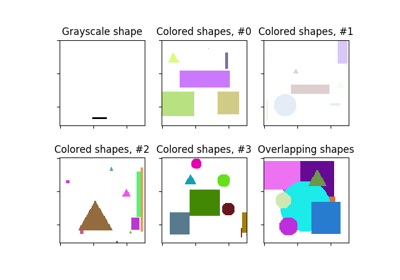 Grayscale shape
Colored shapes, #0
Colored shapes, #1
Colored shapes, #2
Colored shapes, #3
Overlapping shapes